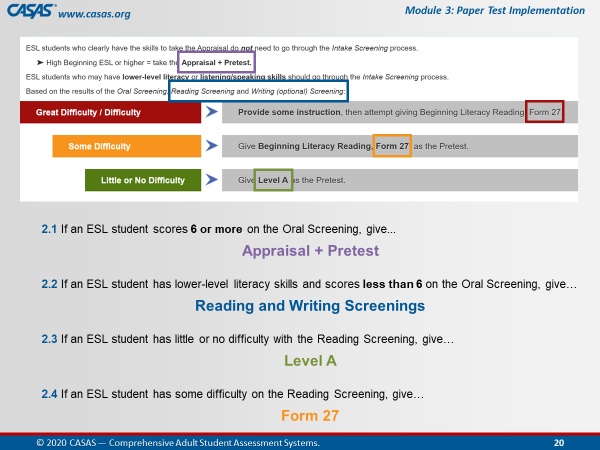 CASAS® www.casas.org
Module 3: Paper Test Implementation
ESL students who clearly have the skills to take the Appraisal do not need to go through the Intake Screening process.
➤ High Beginning ESL or higher = take the Appraisal + Pretest.
ESL students who may have lower-level literacy or listening/speaking skills should go through the Intake Screening process.
Based on the results of the Oral Screening, Reading Screening and Writing (optional) Screening:
Great Difficulty / Difficulty
Provide some instruction, then attempt giving Beginning Literacy Reading Form 27
Some Difficulty
Give Beginning Literacy Reading, Form 27 as the Pretest.
Little or No Difficulty
Give Level A as the Pretest.
2.1 If an ESL student scores 6 or more on the Oral Screening, give...
Appraisal + Pretest
2.2 If an ESL student has lower-level literacy skills and scores less than 6 on the Oral Screening, give…
Reading and Writing Screenings
2.3 If an ESL student has little or no difficulty with the Reading Screening, give…
Level A
2.4 If an ESL student has some difficulty on the Reading Screening, give…
Form 27
© 2020 CASAS — Comprehensive Adult Student Assessment Systems.
20